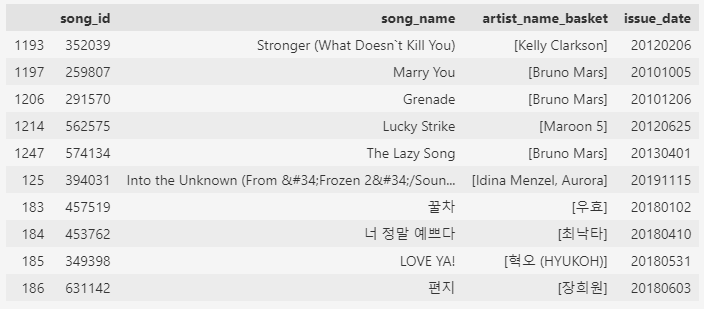 song_id song_name artist_name_basket issue_date
1193 352039 Stronger (What Doesn`t Kill You) [Kelly Clarkson] 20120206
1197 259807 Marry You [Bruno Mars] 20101005
1206 291570 Grenade [Bruno Mars] 20101206
1214 562575 Lucky Strike [Maroon 5] 20120625
1247 574134 The Lazy Song [Bruno Mars] 20130401
125 394031 Into the Unknown (From &#34;Frozen 2&#34;/Soun... [Idina Menzel, Aurora] 20191115
183 457519 꿀차 [우효] 20180102
184 453762 너 정말 예쁘다 [최낙타] 20180410
185 349398 LOVE YA! [혁오 (HYUKOH)] 20180531
186 631142 편지 [장희원] 20180603